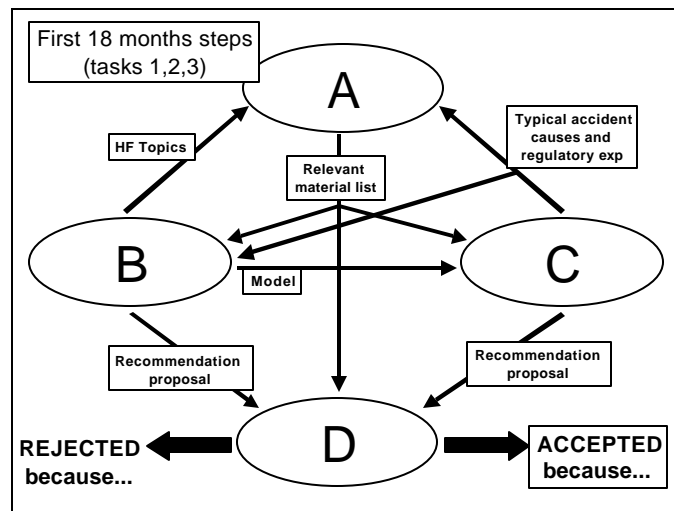 First 18 months steps
(tasks 1,2,3)
A
Typical accident
causes and
regulatory exp
HF Topics
Relevant
material list
B
C
Model
Recommendation
proposal
Recommendation
proposal
D
REJECTED
because...
ACCEPTED
because...